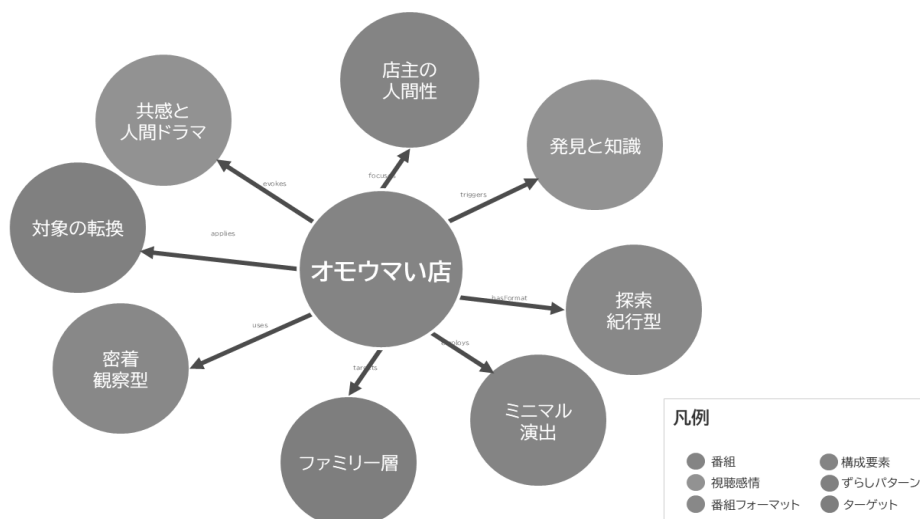 店主の
人間性
共感と
人間ドラマ
発見と知識
focuses
triggers
evokes
対象の転換
applies
オモウマい店
hasFormat
探索
紀行型
uses
employs
密着
観察型
targets
ミニマル
演出
ファミリー層
凡例
番組
構成要素
視聴感情
ずらしパターン
番組フォーマット
ターゲット